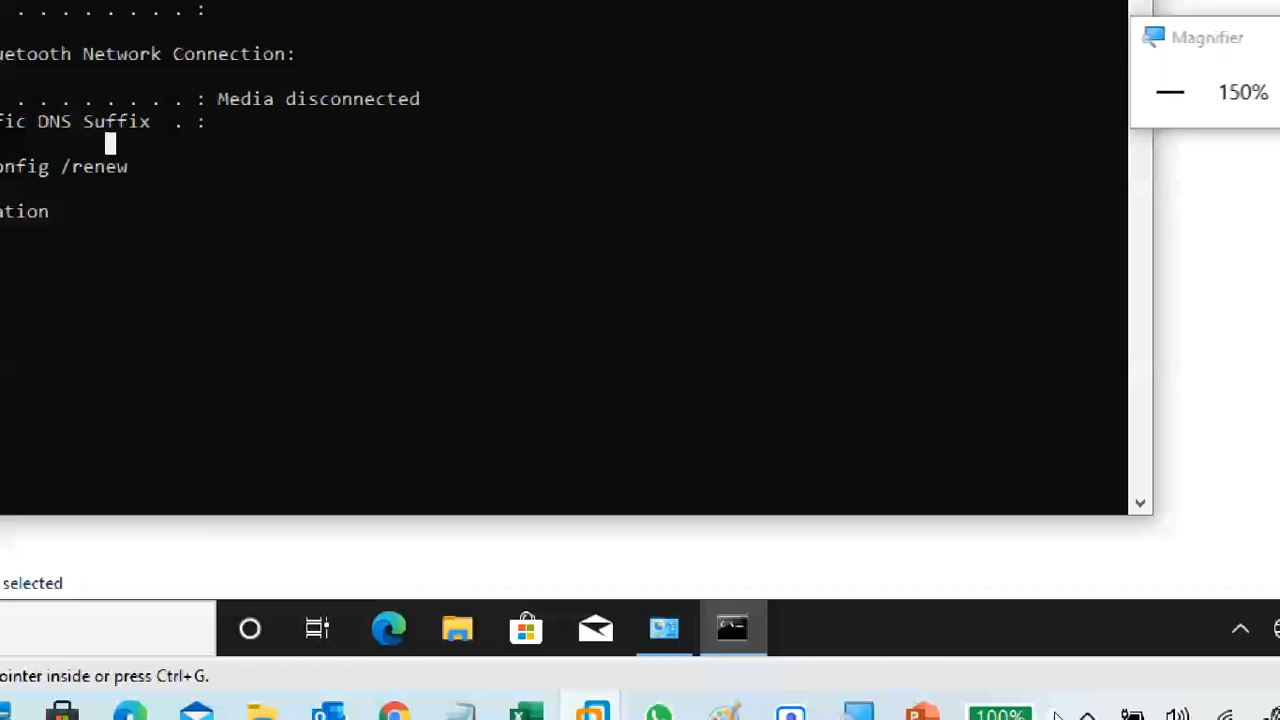 . . . . . . . . :
uetooth Network Connection:
. . . . . . . . : Media disconnected
fic DNS Suffix . :
onfig /renew
ation
Magnifier
150%
selected
ointer inside or press Ctrl+G.
100%